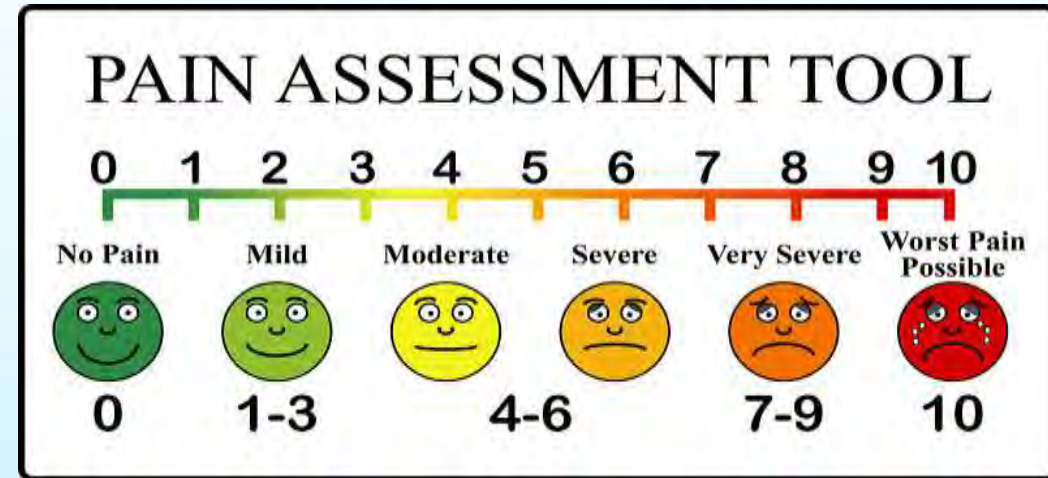 PAIN ASSESSMENT TOOL
0 1 2 3 4 5 6 7 8 9 10
No Pain Mild Moderate Severe Very Severe Worst Pain Possible
0 1-3 4-6 7-9 10